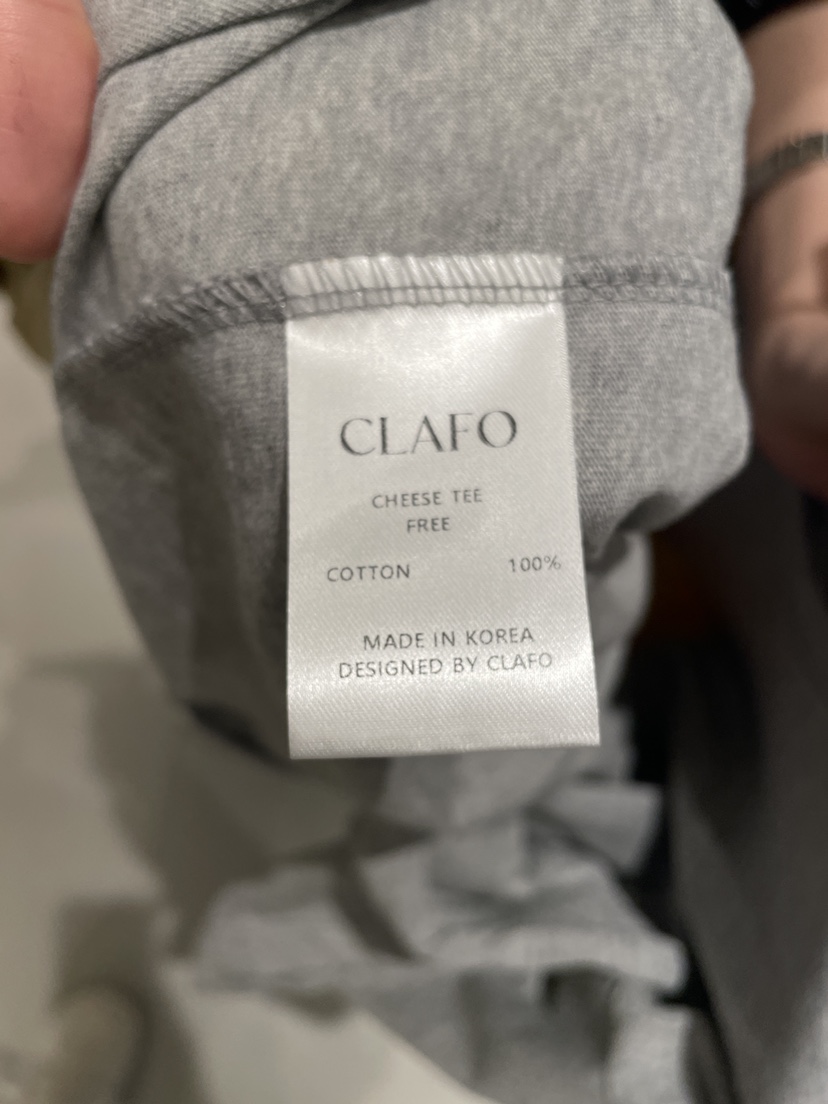 CLAFO
CHEESE TEE
FREE
COTTON 100%
MADE IN KOREA
DESIGNED BY CLAFO